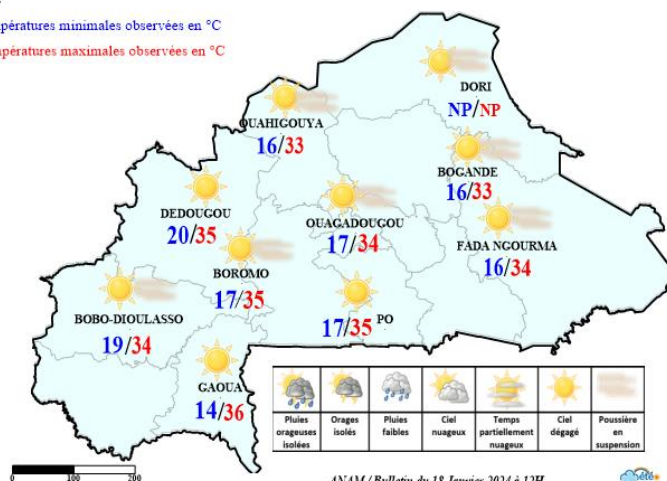 pératures minimales observées en °C
pératures maximales observées en °C
DORI
NP/NP
OUAHIGOUYA
16/33
BOGANDE
16/33
DEDOUGOU
20/35
OUAGADOUGOU
17/34
FADA NGOURMA
16/34
BOROMO
17/35
BOBO-DIOULASSO
19/34
17/35 PO
GAOUA
14/36
Pluies orageuses isolées
Orages isolés
Pluies faibles
Ciel nuageux
Temps partiellement nuageux
Ciel dégagé
Poussière en suspension
0 100 200
ANAM / Bulletin du 18 Janvier 2024 à 12H